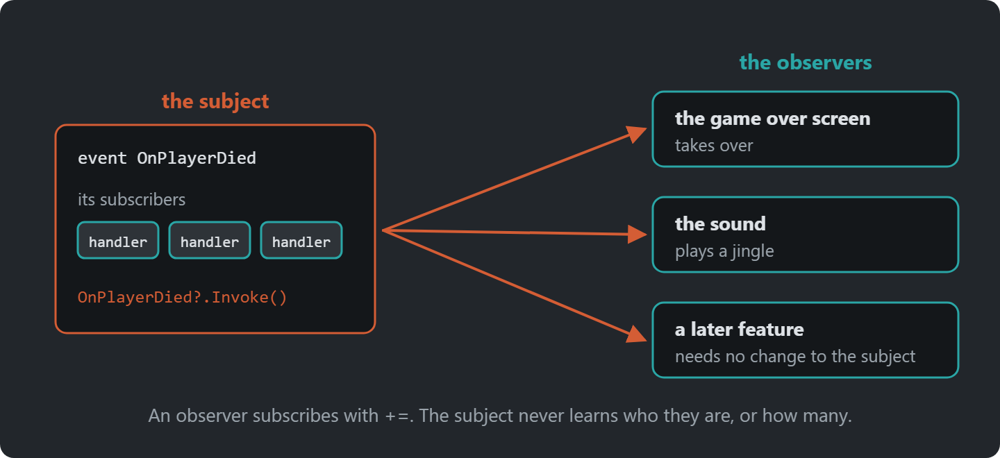 the subject
event OnPlayerDied
its subscribers
handler
handler
handler
OnPlayerDied?.Invoke()
the observers
the game over screen
takes over
the sound
plays a jingle
a later feature
needs no change to the subject
An observer subscribes with +=. The subject never learns who they are, or how many.